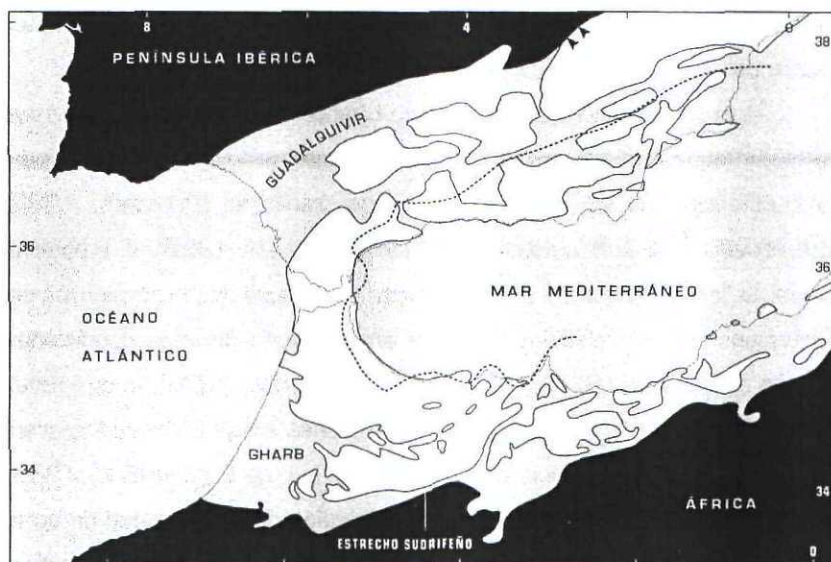 8
4
0
38
PENÍNSULA IBÉRICA
GUADALQUIVIR
36
36
MAR MEDITERRÁNEO
OCÉANO
ATLÁNTICO
34
GHARB
34
ÁFRICA
ESTRECHO SUDRIFEÑO
0